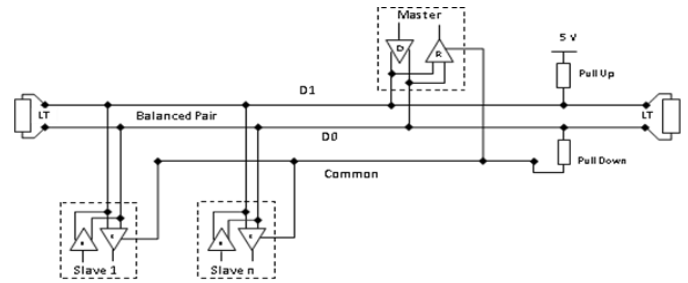 Master
5 V
D
R
Pull Up
D1
LT
Balanced Pair
LT
D0
Pull Down
Common
Slave 1
Slave n